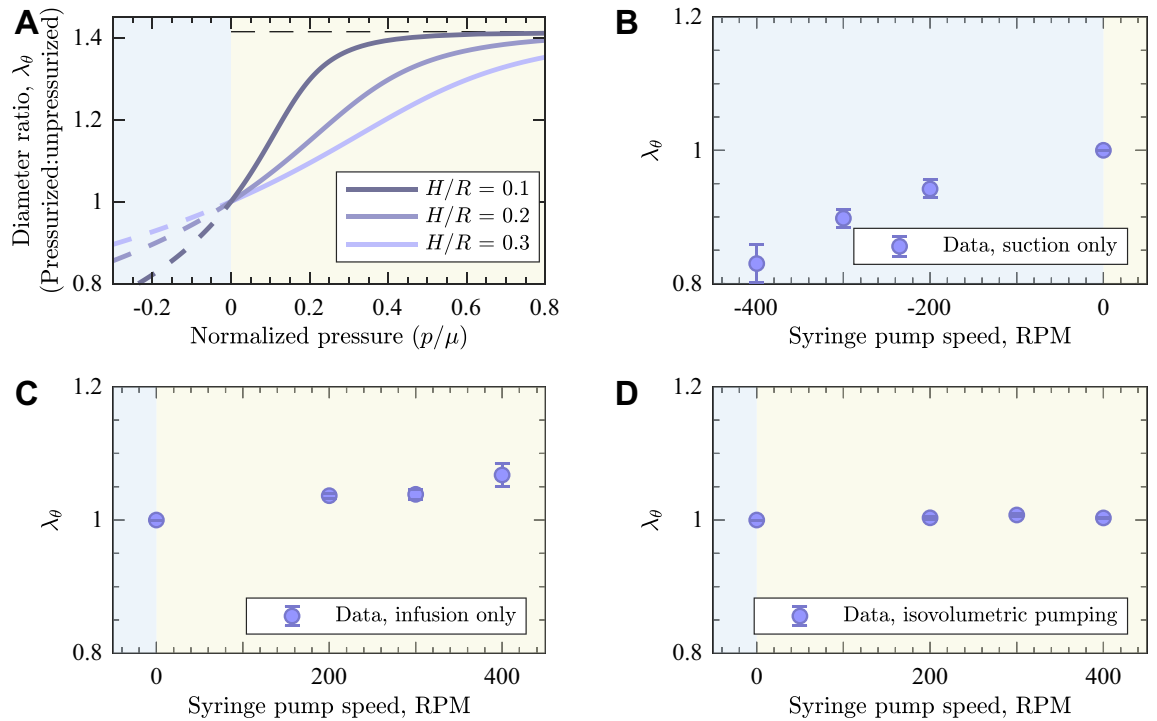 A
Diameter ratio, λθ
(Pressurized:unpressurized)
1.4
1.2
1
0.8
H/R = 0.1
H/R = 0.2
H/R = 0.3
-0.2
0
0.2
0.4
0.6
0.8
Normalized pressure (p/μ)
B
λθ
1.2
1
0.8
Data, suction only
-400
-200
0
Syringe pump speed, RPM
C
λθ
1.2
1
0.8
Data, infusion only
0
200
400
Syringe pump speed, RPM
D
λθ
1.2
1
0.8
Data, isovolumetric pumping
0
200
400
Syringe pump speed, RPM